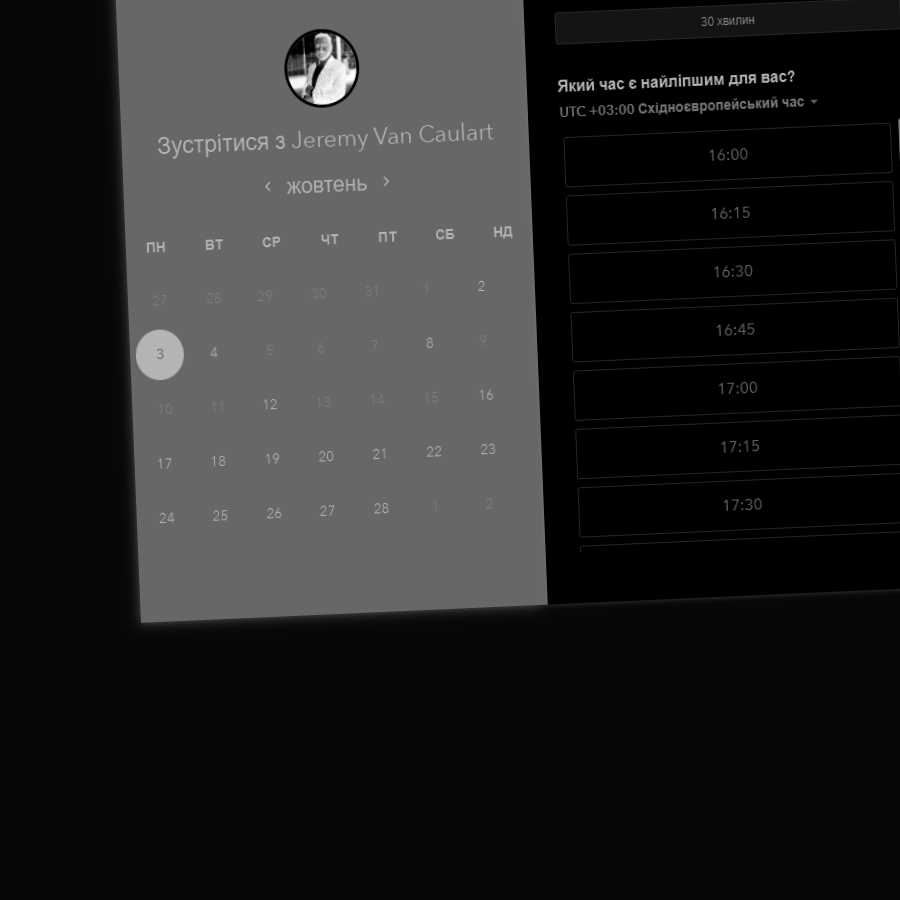 Зустрітися з Jeremy Van Caulart
жовтень
ПН ВТ СР ЧТ ПТ СБ НД
27 28 29 30 31 1 2
3 4 5 6 7 8 9
10 11 12 13 14 15 16
17 18 19 20 21 22 23
24 25 26 27 28 1 2
30 хвилин
Який час є найліпшим для вас?
UTC +03:00 Східноєвропейський час
16:00
16:15
16:30
16:45
17:00
17:15
17:30